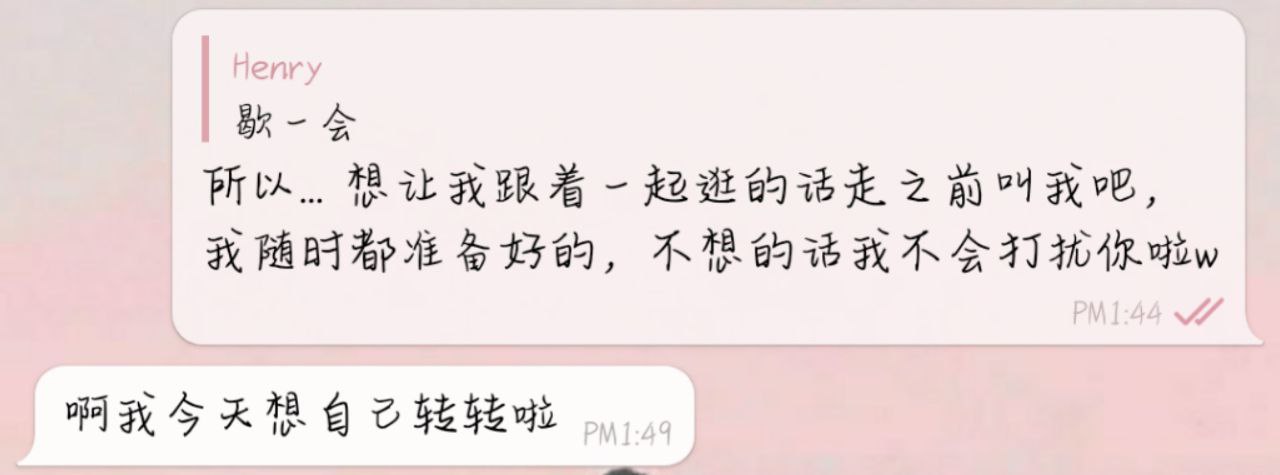 Henry
歇一会
所以... 想让我跟着一起逛的话走之前叫我吧,
我随时都准备好的, 不想的话我不会打扰你啦w
PM1:44
啊我今天想自己转转啦
PM1:49